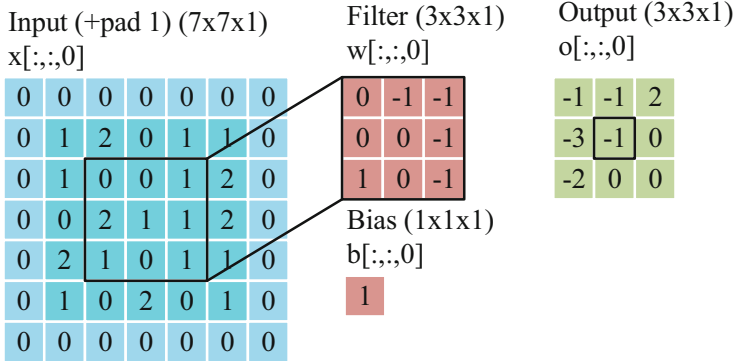 Input (+pad 1) (7x7x1)
x[:,:,0]
0 0 0 0 0 0 0
0 1 2 0 1 1 0
0 1 0 0 1 2 0
0 0 2 1 1 2 0
0 2 1 0 1 1 0
0 1 0 2 0 1 0
0 0 0 0 0 0 0
Filter (3x3x1)
w[:,:,0]
0 -1 -1
0 0 -1
1 0 -1
Bias (1x1x1)
b[:,:,0]
1
Output (3x3x1)
o[:,:,0]
-1 -1 2
-3 -1 0
-2 0 0